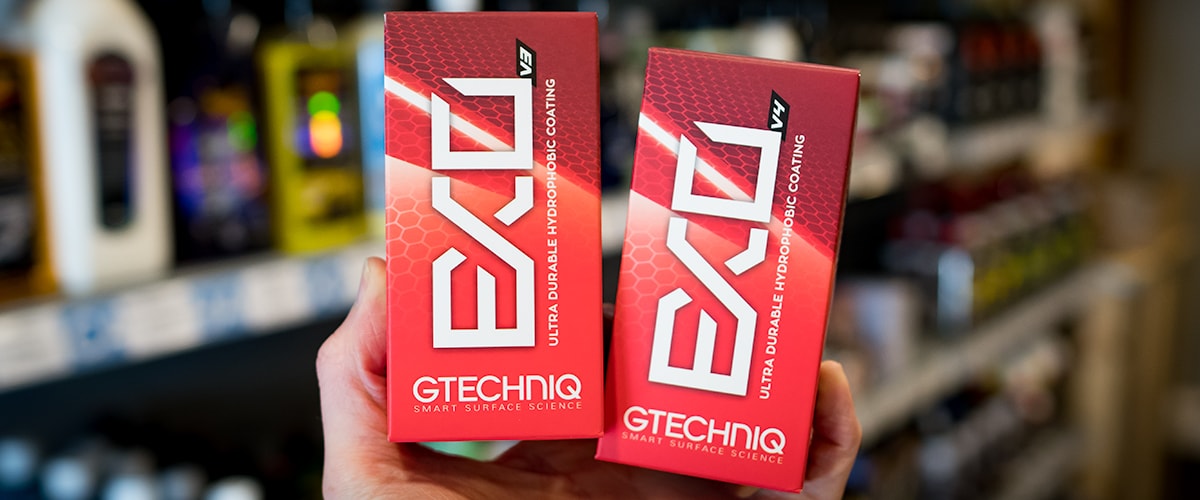 EXO
V3
ULTRA DURABLE HYDROPHOBIC COATING
GTECHNIQ
SMART SURFACE SCIENCE
EXO
V4
ULTRA DURABLE HYDROPHOBIC COATING
GTECHNIQ
SMART SURFACE SCIENCE